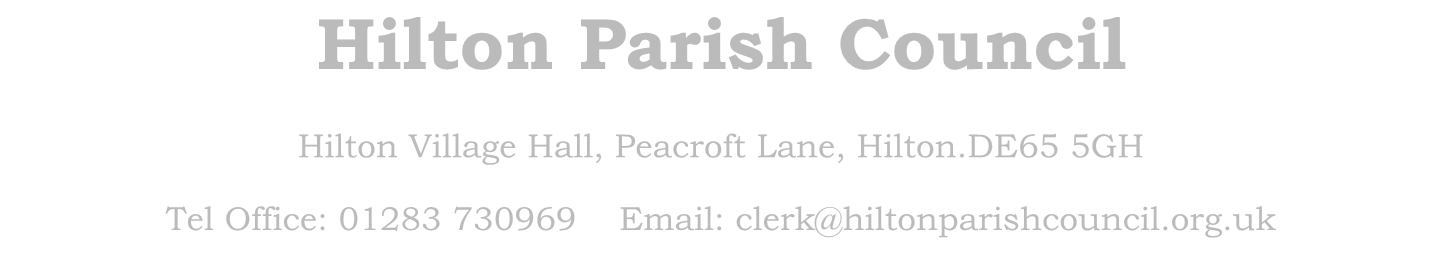 Hilton Parish Council
Hilton Village Hall, Peacroft Lane, Hilton.DE65 5GH
Tel Office: 01283 730969    Email: clerk@hiltonparishcouncil.org.uk